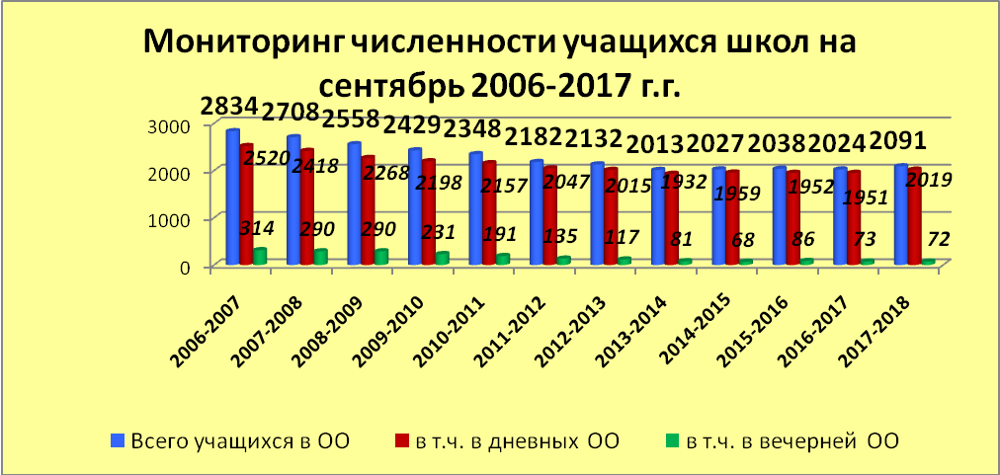 Мониторинг численности учащихся школ на
сентябрь 2006-2017 г.г.
2834 2708 2558 2429 2348 2182 2132 2013 2027 2038 2024 2091
3000
2000
1000
0
2520 2418 2268 2198 2157 2047 2015 1932 1959 1952 1951 2019
314 290 290 231 191 135 117 81 68 86 73 72
2006-2007 2007-2008 2008-2009 2009-2010 2010-2011 2011-2012 2012-2013 2013-2014 2014-2015 2015-2016 2016-2017 2017-2018
Всего учащихся в ОО в т.ч. в дневных ОО в т.ч. в вечерней ОО